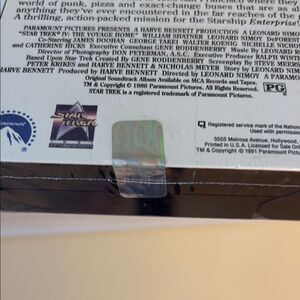 world of punk, pizza and exact-change buses that are as
anything they've ever encountered in the far reaches of the
A thrilling, action-packed mission for the Starship Enterprise
PARAMOUNT PICTURES PRESENTS A HARVE BENNETT PRODUCTION A LEONARD NIMOY
"STAR TREK IV: THE VOYAGE HOME" WILLIAM SHATNER LEONARD NIMOY DeFOREST
Co-Starring JAMES DOOHAN GEORGE TAKEI WALTER KOENIG NICHELLE
and CATHERINE HICKS Executive Consultant GENE RODDENBERRY Music By LEONARD
Director of Photography DON PETERMAN, A.S.C. Executive Producer RALPH WINTER
Based Upon Star Trek Created By GENE RODDENBERRY Screenplay By STEVE MEERSON
PETER KRIKES and HARVE BENNETT & NICHOLAS MEYER Story By LEONARD NIMOY
HARVE BENNETT Produced by HARVE BENNETT Directed by LEONARD NIMOY A PARAMOUNT
Original Soundtrack Album Available on MCA Records and Tapes.
TM & Copyright © 1986 Paramount Pictures. All Rights Reserved.
STAR TREK is a registered trademark of Paramount Pictures.
PG
Paramount
STAR TREK
Registered service mark of the National
Used with permission
5555 Melrose Avenue, Hollywood,
Printed in U.S.A. Licensed for Sale Only
TM & Copyright © 1991 Paramount Pictures